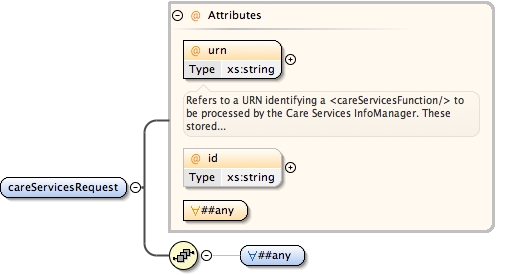 @ Attributes
@ urn
Type xs:string
Refers to a URN identifying a <careServicesFunction/> to
be processed by the Care Services InfoManager. These
stored...
@ id
Type xs:string
∀##any
careServicesRequest
∀##any